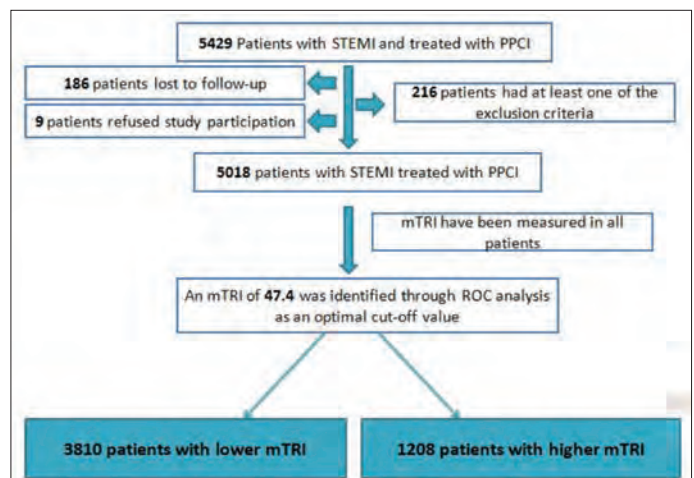 5429 Patients with STEMI and treated with PPCI
186 patients lost to follow-up
216 patients had at least one of the
exclusion criteria
9 patients refused study participation
5018 patients with STEMI treated with PPCI
mTRI have been measured in all
patients
An mTRI of 47.4 was identified through ROC analysis
as an optimal cut-off value
3810 patients with lower mTRI
1208 patients with higher mTRI